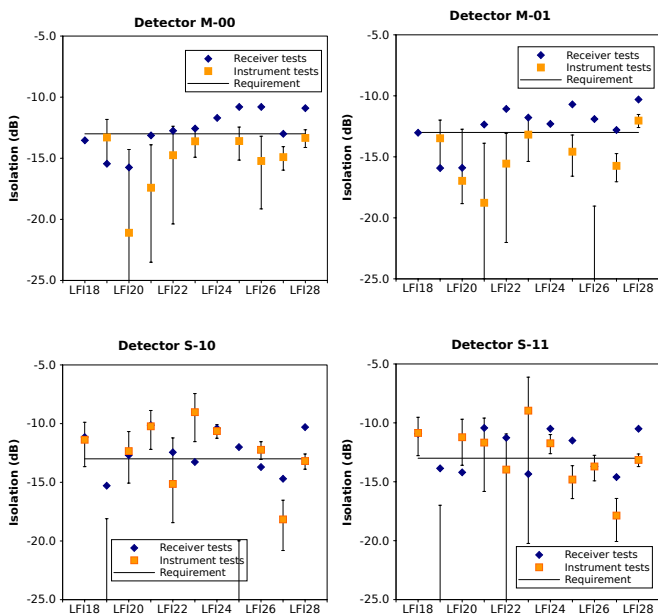 Detector M-00
-5.0
-10.0
-15.0
-20.0
-25.0
Isolation (dB)
Receiver tests
Instrument tests
Requirement
LFI18 LFI20 LFI22 LFI24 LFI26 LFI28
Detector M-01
-5.0
-10.0
-15.0
-20.0
-25.0
Isolation (dB)
Receiver tests
Instrument tests
Requirement
LFI18 LFI20 LFI22 LFI24 LFI26 LFI28
Detector S-10
-5.0
-10.0
-15.0
-20.0
-25.0
Isolation (dB)
Receiver tests
Instrument tests
Requirement
LFI18 LFI20 LFI22 LFI24 LFI26 LFI28
Detector S-11
-5.0
-10.0
-15.0
-20.0
-25.0
Isolation (dB)
Receiver tests
Instrument tests
Requirement
LFI18 LFI20 LFI22 LFI24 LFI26 LFI28